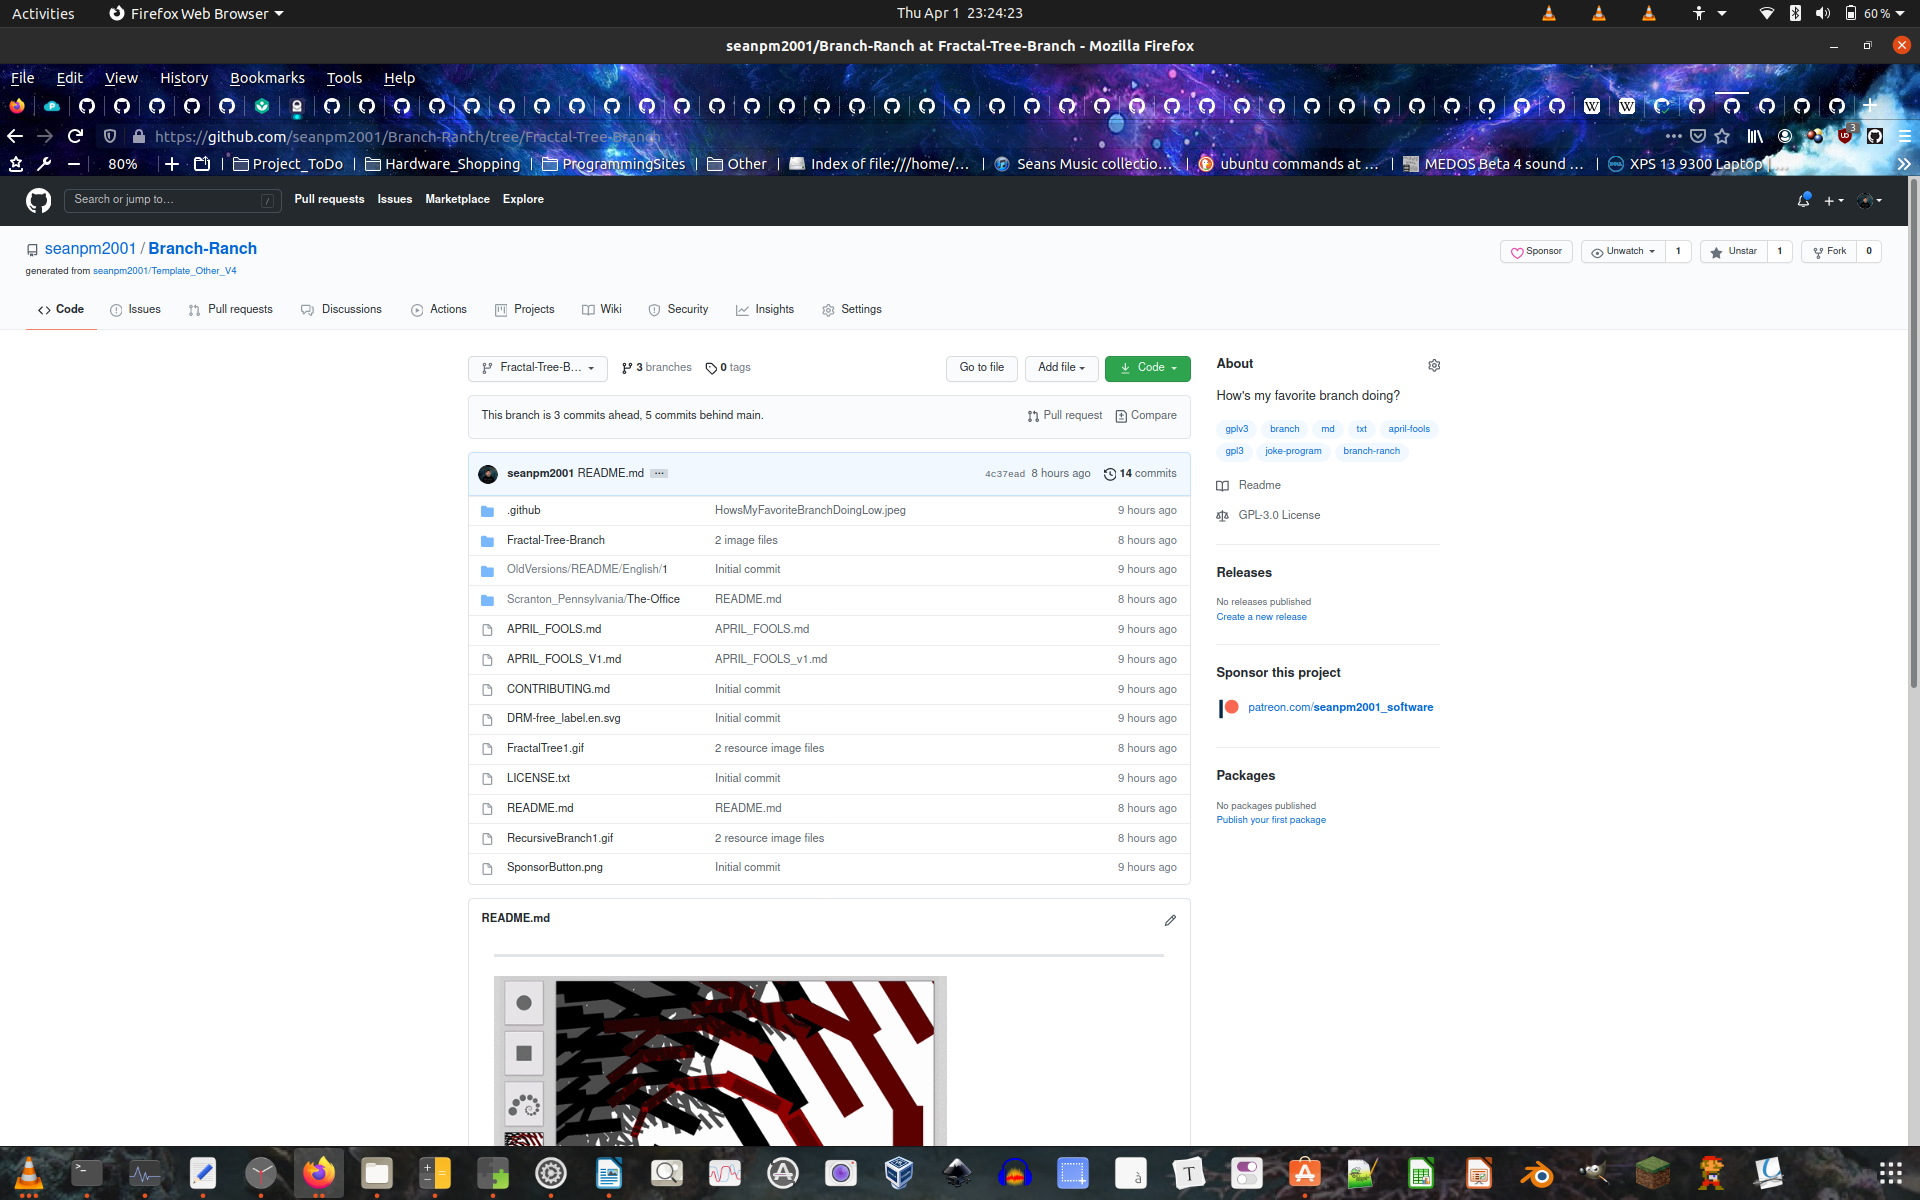 Activities Firefox Web Browser Thu Apr 1 23:24:23 60 %
seanpm2001/Branch-Ranch at Fractal-Tree-Branch - Mozilla Firefox
File Edit View History Bookmarks Tools Help
https://github.com/seanpm2001/Branch-Ranch/tree/Fractal-Tree-Branch 3
80% Project_ToDo Hardware_Shopping ProgrammingSites Other Index of file:///home/… Seans Music collectio… ubuntu commands at … MEDOS Beta 4 sound … XPS 13 9300 Laptop |…
Search or jump to… / Pull requests Issues Marketplace Explore
seanpm2001 / Branch-Ranch Sponsor Unwatch 1 Unstar 1 Fork 0
generated from seanpm2001/Template_Other_V4
Code Issues Pull requests Discussions Actions Projects Wiki Security Insights Settings
Fractal-Tree-B… 3 branches 0 tags Go to file Add file Code
This branch is 3 commits ahead, 5 commits behind main. Pull request Compare
seanpm2001 README.md 4c37ead 8 hours ago 14 commits
.github HowsMyFavoriteBranchDoingLow.jpeg 9 hours ago
Fractal-Tree-Branch 2 image files 8 hours ago
OldVersions/README/English/1 Initial commit 9 hours ago
Scranton_Pennsylvania/The-Office README.md 8 hours ago
APRIL_FOOLS.md APRIL_FOOLS.md 9 hours ago
APRIL_FOOLS_V1.md APRIL_FOOLS_v1.md 9 hours ago
CONTRIBUTING.md Initial commit 9 hours ago
DRM-free_label.en.svg Initial commit 9 hours ago
FractalTree1.gif 2 resource image files 8 hours ago
LICENSE.txt Initial commit 9 hours ago
README.md README.md 8 hours ago
RecursiveBranch1.gif 2 resource image files 8 hours ago
SponsorButton.png Initial commit 9 hours ago
README.md
About
How's my favorite branch doing?
gplv3 branch md txt april-fools
gpl3 joke-program branch-ranch
Readme
GPL-3.0 License
Releases
No releases published
Create a new release
Sponsor this project
patreon.com/seanpm2001_software
Packages
No packages published
Publish your first package